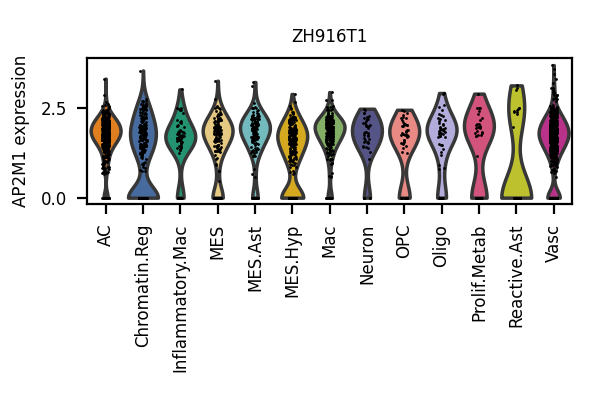 ZH916T1
AP2M1 expression
2.5
0.0
AC
Chromatin.Reg
Inflammatory.Mac
MES
MES.Ast
MES.Hyp
Mac
Neuron
OPC
Oligo
Prolif.Metab
Reactive.Ast
Vasc